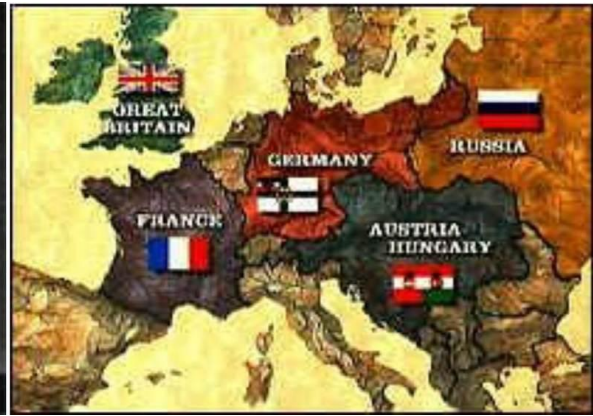 GREAT
BRITAIN
RUSSIA
GERMANY
FRANCE
AUSTRIA
HUNGARY